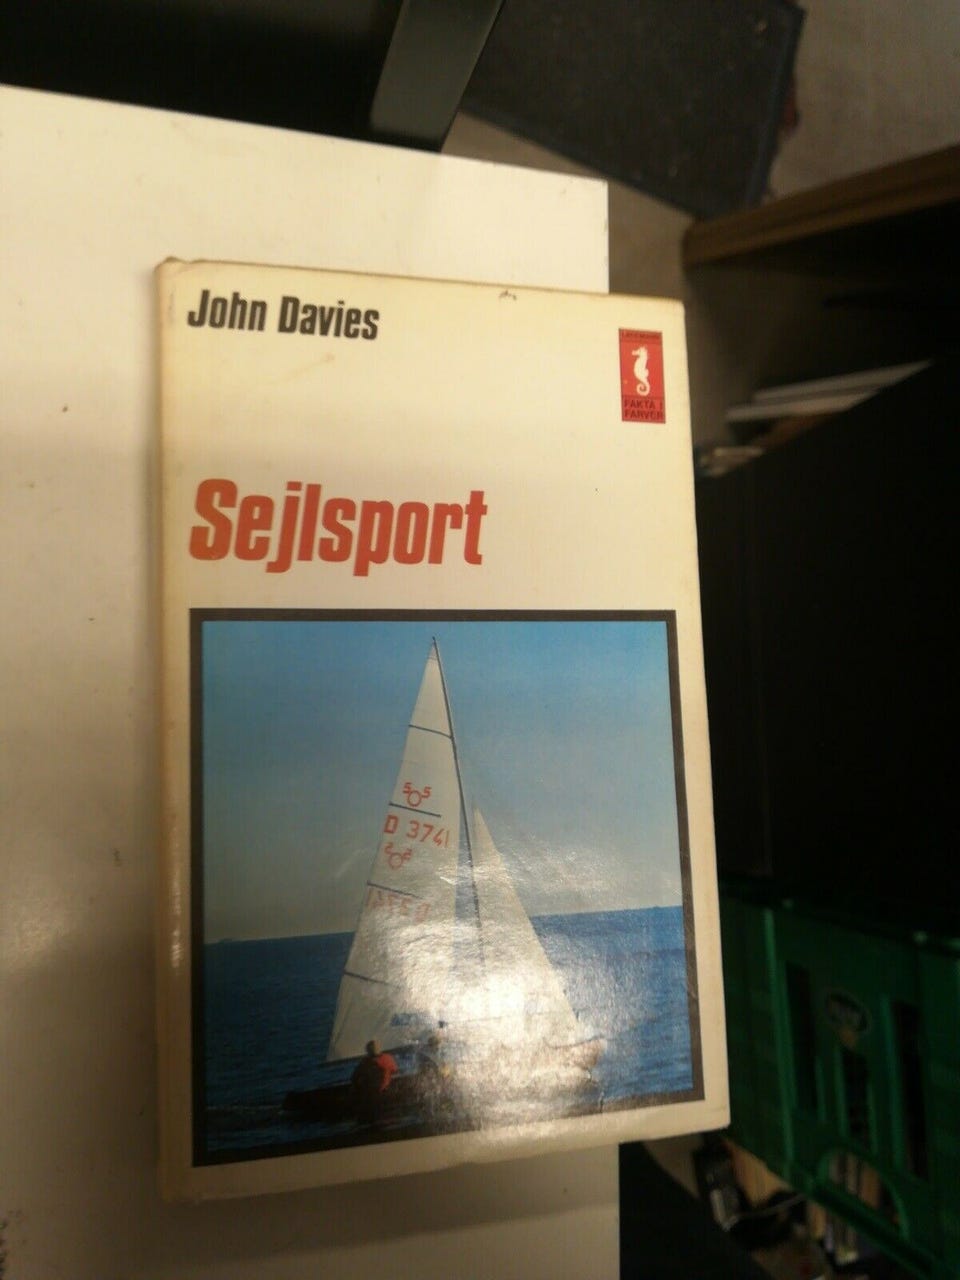 John Davies
FAKTA I
FARVER
Sejlsport
505
D 3741